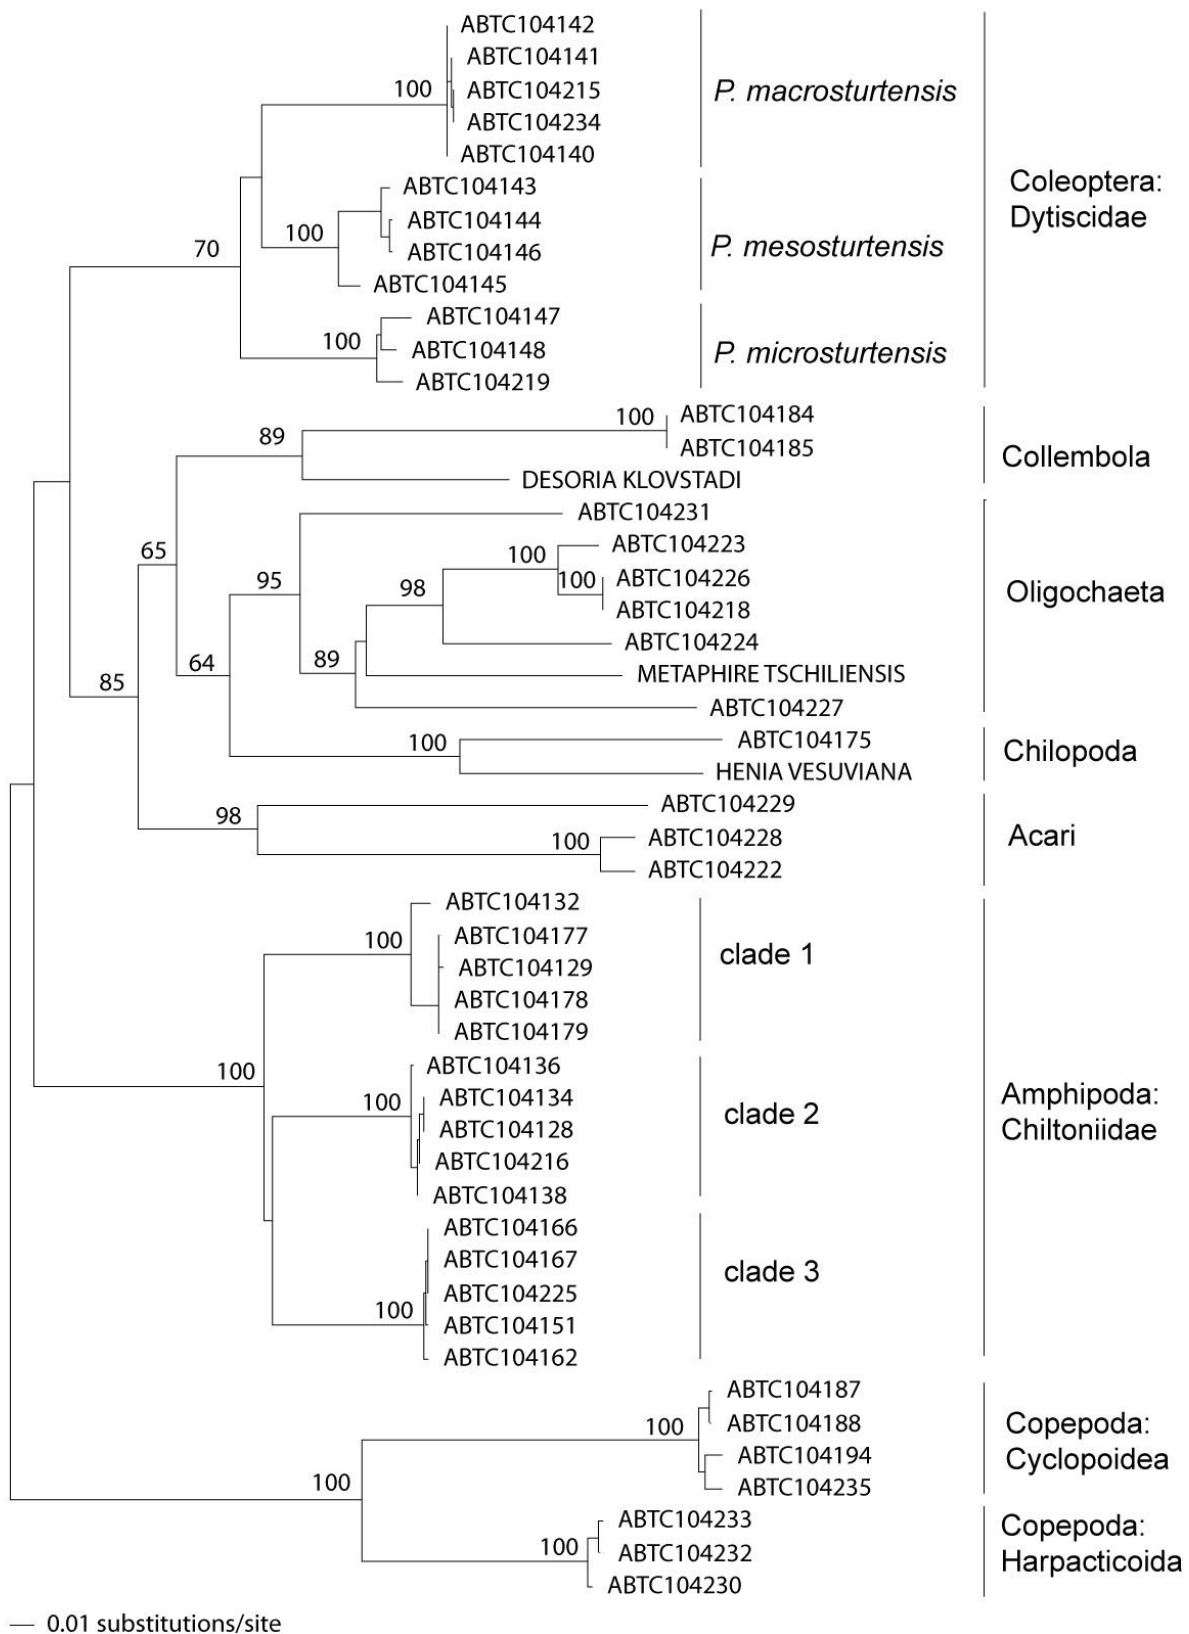 ABTC104142
ABTC104141
100
ABTC104215
P. macrosturtensis
ABTC104234
ABTC104140
Coleoptera:
Dytiscidae
ABTC104143
ABTC104144
100
70
ABTC104146
P. mesosturtensis
ABTC104145
ABTC104147
100
ABTC104148
P. microsturtensis
ABTC104219
100
ABTC104184
89
ABTC104185
Collembola
DESORIA KLOVSTADI
ABTC104231
ABTC104223
65
100
95
98
100
ABTC104226
Oligochaeta
ABTC104218
ABTC104224
64
89
METAPHIRE TSCHILIENSIS
85
ABTC104227
100
ABTC104175
Chilopoda
HENIA VESUVIANA
98
ABTC104229
100
ABTC104228
Acari
ABTC104222
ABTC104132
100
ABTC104177
clade 1
ABTC104129
ABTC104178
ABTC104179
100
ABTC104136
100
ABTC104134
clade 2
Amphipoda:
Chiltoniidae
ABTC104128
ABTC104216
ABTC104138
ABTC104166
ABTC104167
clade 3
ABTC104225
100
ABTC104151
ABTC104162
ABTC104187
100
ABTC104188
Copepoda:
Cyclopoidea
ABTC104194
100
ABTC104235
ABTC104233
100
ABTC104232
Copepoda:
Harpacticoida
ABTC104230
0.01 substitutions/site